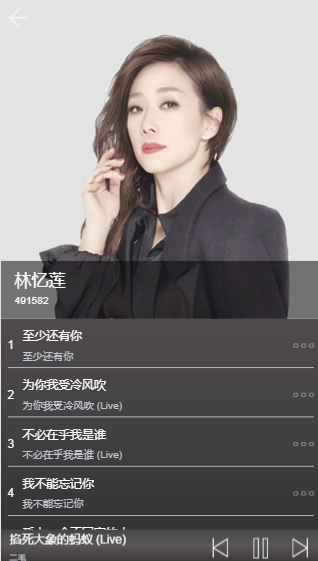 林忆莲
491582
1 至少还有你
至少还有你
2 为你我受冷风吹
为你我受冷风吹 (Live)
3 不必在乎我是谁
不必在乎我是谁 (Live)
4 我不能忘记你
我不能忘记你
掐死大象的蚂蚁 (Live)